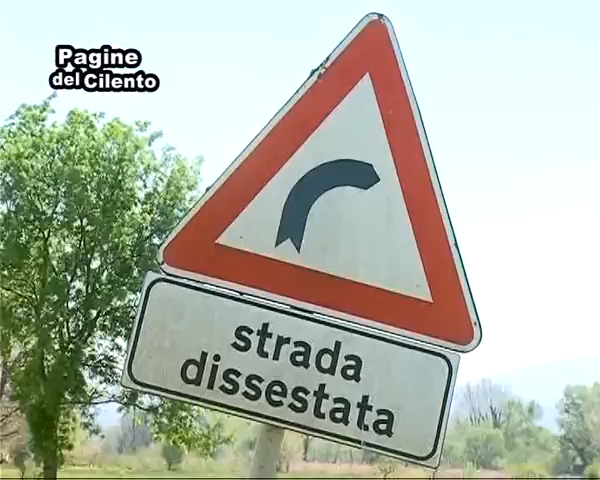 Pagine
del Cilento
strada
dissestata